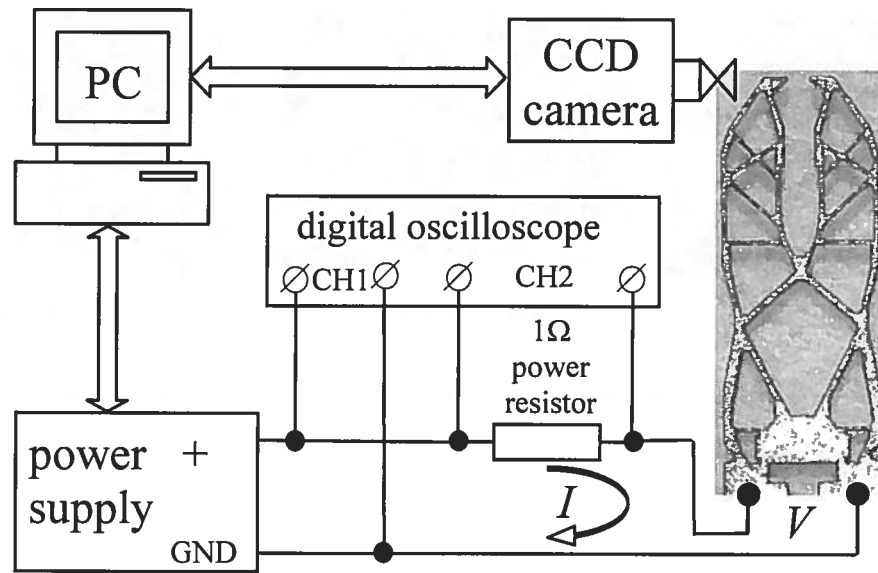 PC
CCD
camera
digital oscilloscope
CH1
CH2
1Ω
power
resistor
power +
supply
GND
I
V